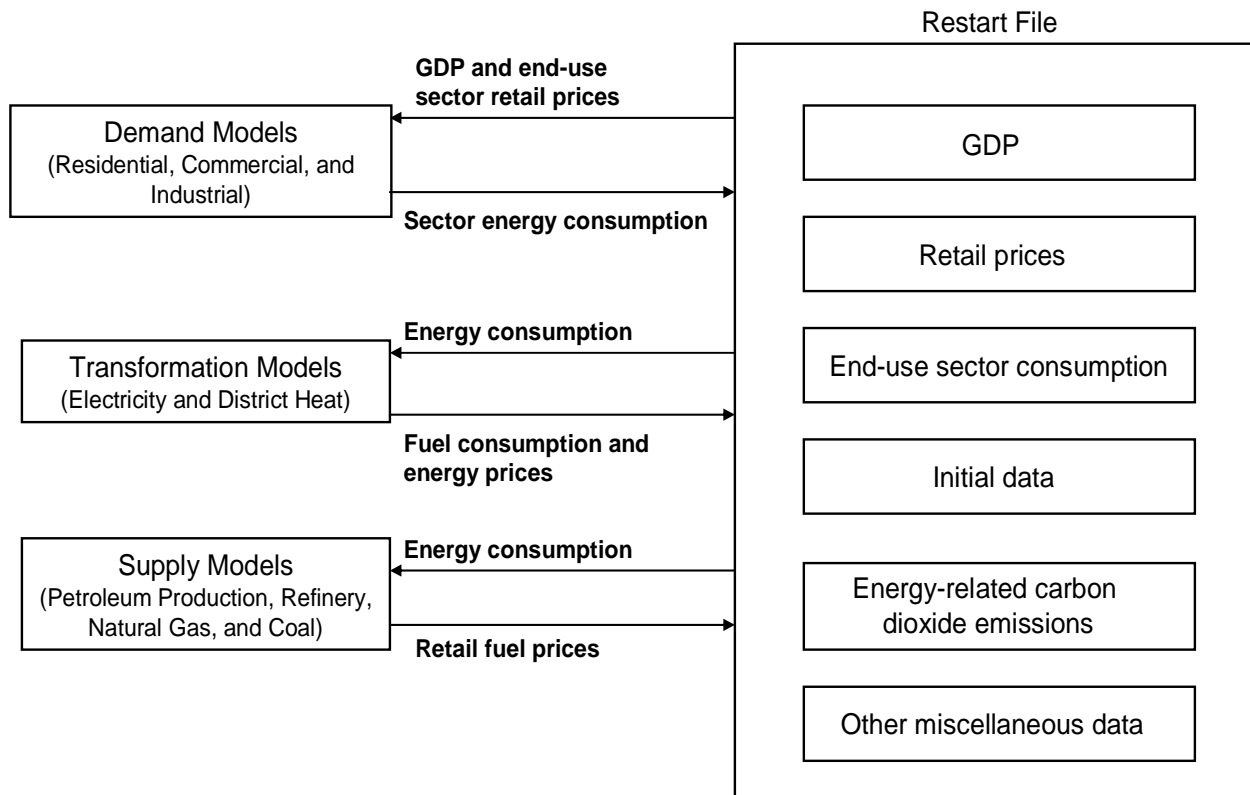 Restart File
GDP and end-use
sector retail prices
Demand Models
(Residential, Commercial, and
Industrial)
Sector energy consumption
GDP
Retail prices
Energy consumption
Transformation Models
(Electricity and District Heat)
Fuel consumption and
energy prices
End-use sector consumption
Initial data
Energy consumption
Supply Models
(Petroleum Production, Refinery,
Natural Gas, and Coal)
Retail fuel prices
Energy-related carbon
dioxide emissions
Other miscellaneous data